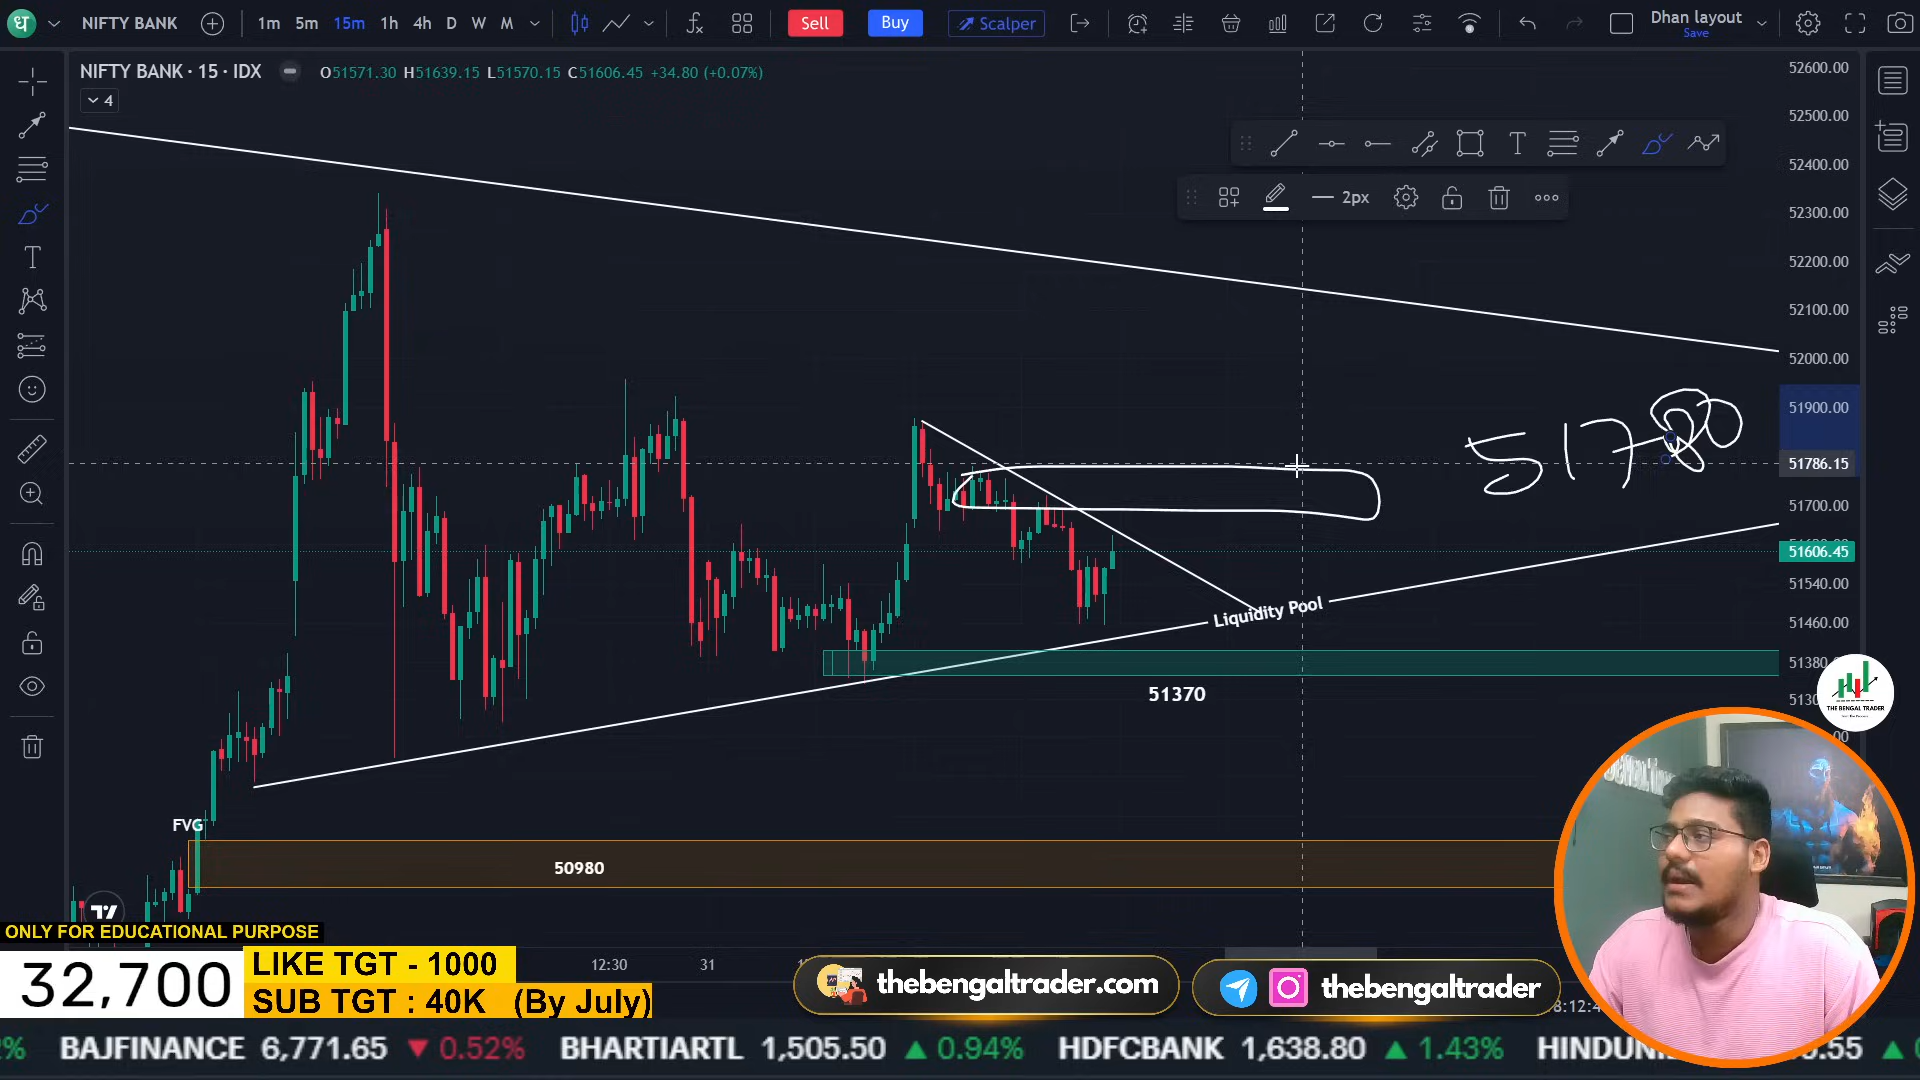 NIFTY BANK 1m 5m 15m 1h 4h D W M Sell Buy Scalper Dhan layout
Save
NIFTY BANK · 15 · IDX O51571.30 H51639.15 L51570.15 C51606.45 +34.80 (+0.07%)
4
2px
52600.00
52500.00
52400.00
52300.00
52200.00
52100.00
52000.00
51900.00
51780
51786.15
51700.00
51606.45
51540.00
Liquidity Pool
51460.00
51380
51370
THE BENGAL TRADER
FVG
50980
ONLY FOR EDUCATIONAL PURPOSE
32,700
LIKE TGT - 1000
SUB TGT : 40K (By July)
12:30 31
thebengaltrader.com
thebengaltrader
BAJFINANCE 6,771.65 ▼ 0.52% BHARTIARTL 1,505.50 ▲ 0.94% HDFCBANK 1,638.80 ▲ 1.43%